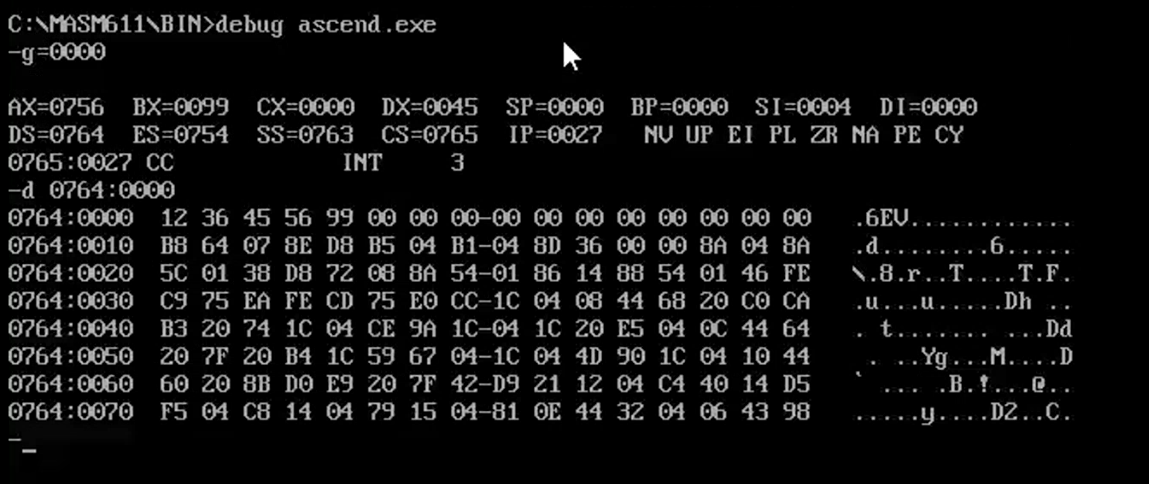 C:\MASM611\BIN>debug ascend.exe
-g=0000
AX=0756  BX=0099  CX=0000  DX=0045  SP=0000  BP=0000  SI=0004  DI=0000
DS=0764  ES=0754  SS=0763  CS=0765  IP=0027   NV UP EI PL ZR NA PE CY
0765:0027 CC            INT     3
-d 0764:0000
0764:0000  12 36 45 56 99 00 00 00-00 00 00 00 00 00 00 00   .6EV............
0764:0010  B8 64 07 8E D8 B5 04 B1-04 8D 36 00 00 8A 04 8A   .d........6.....
0764:0020  5C 01 38 D8 72 08 8A 54-01 86 14 88 54 01 46 FE   \.8.r..T....T.F.
0764:0030  C9 75 EA FE CD 75 E0 CC-1C 04 08 44 68 20 C0 CA   .u...u.....Dh ..
0764:0040  B3 20 74 1C 04 CE 9A 1C-04 1C 20 E5 04 0C 44 64   . t....... ...Dd
0764:0050  20 7F 20 B4 1C 59 67 04-1C 04 4D 90 1C 04 10 44    . ..Yg...M....D
0764:0060  60 20 8B D0 E9 20 7F 42-D9 21 12 04 C4 40 14 D5   ` ... .B.!...@..
0764:0070  F5 04 C8 14 04 79 15 04-81 0E 44 32 04 06 43 98   .....y....D2..C.
-